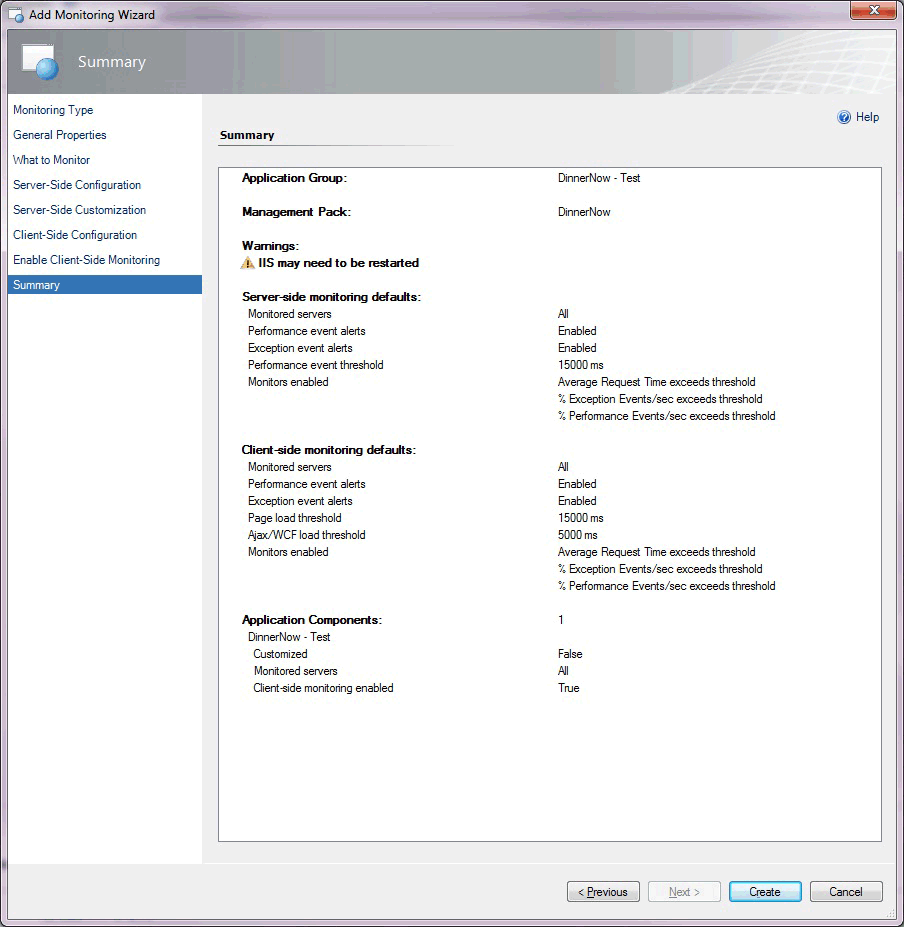 Add Monitoring Wizard
Summary
Monitoring Type
General Properties
What to Monitor
Server-Side Configuration
Server-Side Customization
Client-Side Configuration
Enable Client-Side Monitoring
Summary
Help
Summary
Application Group: DinnerNow - Test
Management Pack: DinnerNow
Warnings:
IIS may need to be restarted
Server-side monitoring defaults:
Monitored servers All
Performance event alerts Enabled
Exception event alerts Enabled
Performance event threshold 15000 ms
Monitors enabled Average Request Time exceeds threshold
% Exception Events/sec exceeds threshold
% Performance Events/sec exceeds threshold
Client-side monitoring defaults:
Monitored servers All
Performance event alerts Enabled
Exception event alerts Enabled
Page load threshold 15000 ms
Ajax/WCF load threshold 5000 ms
Monitors enabled Average Request Time exceeds threshold
% Exception Events/sec exceeds threshold
% Performance Events/sec exceeds threshold
Application Components: 1
DinnerNow - Test
Customized False
Monitored servers All
Client-side monitoring enabled True
< Previous Next > Create Cancel